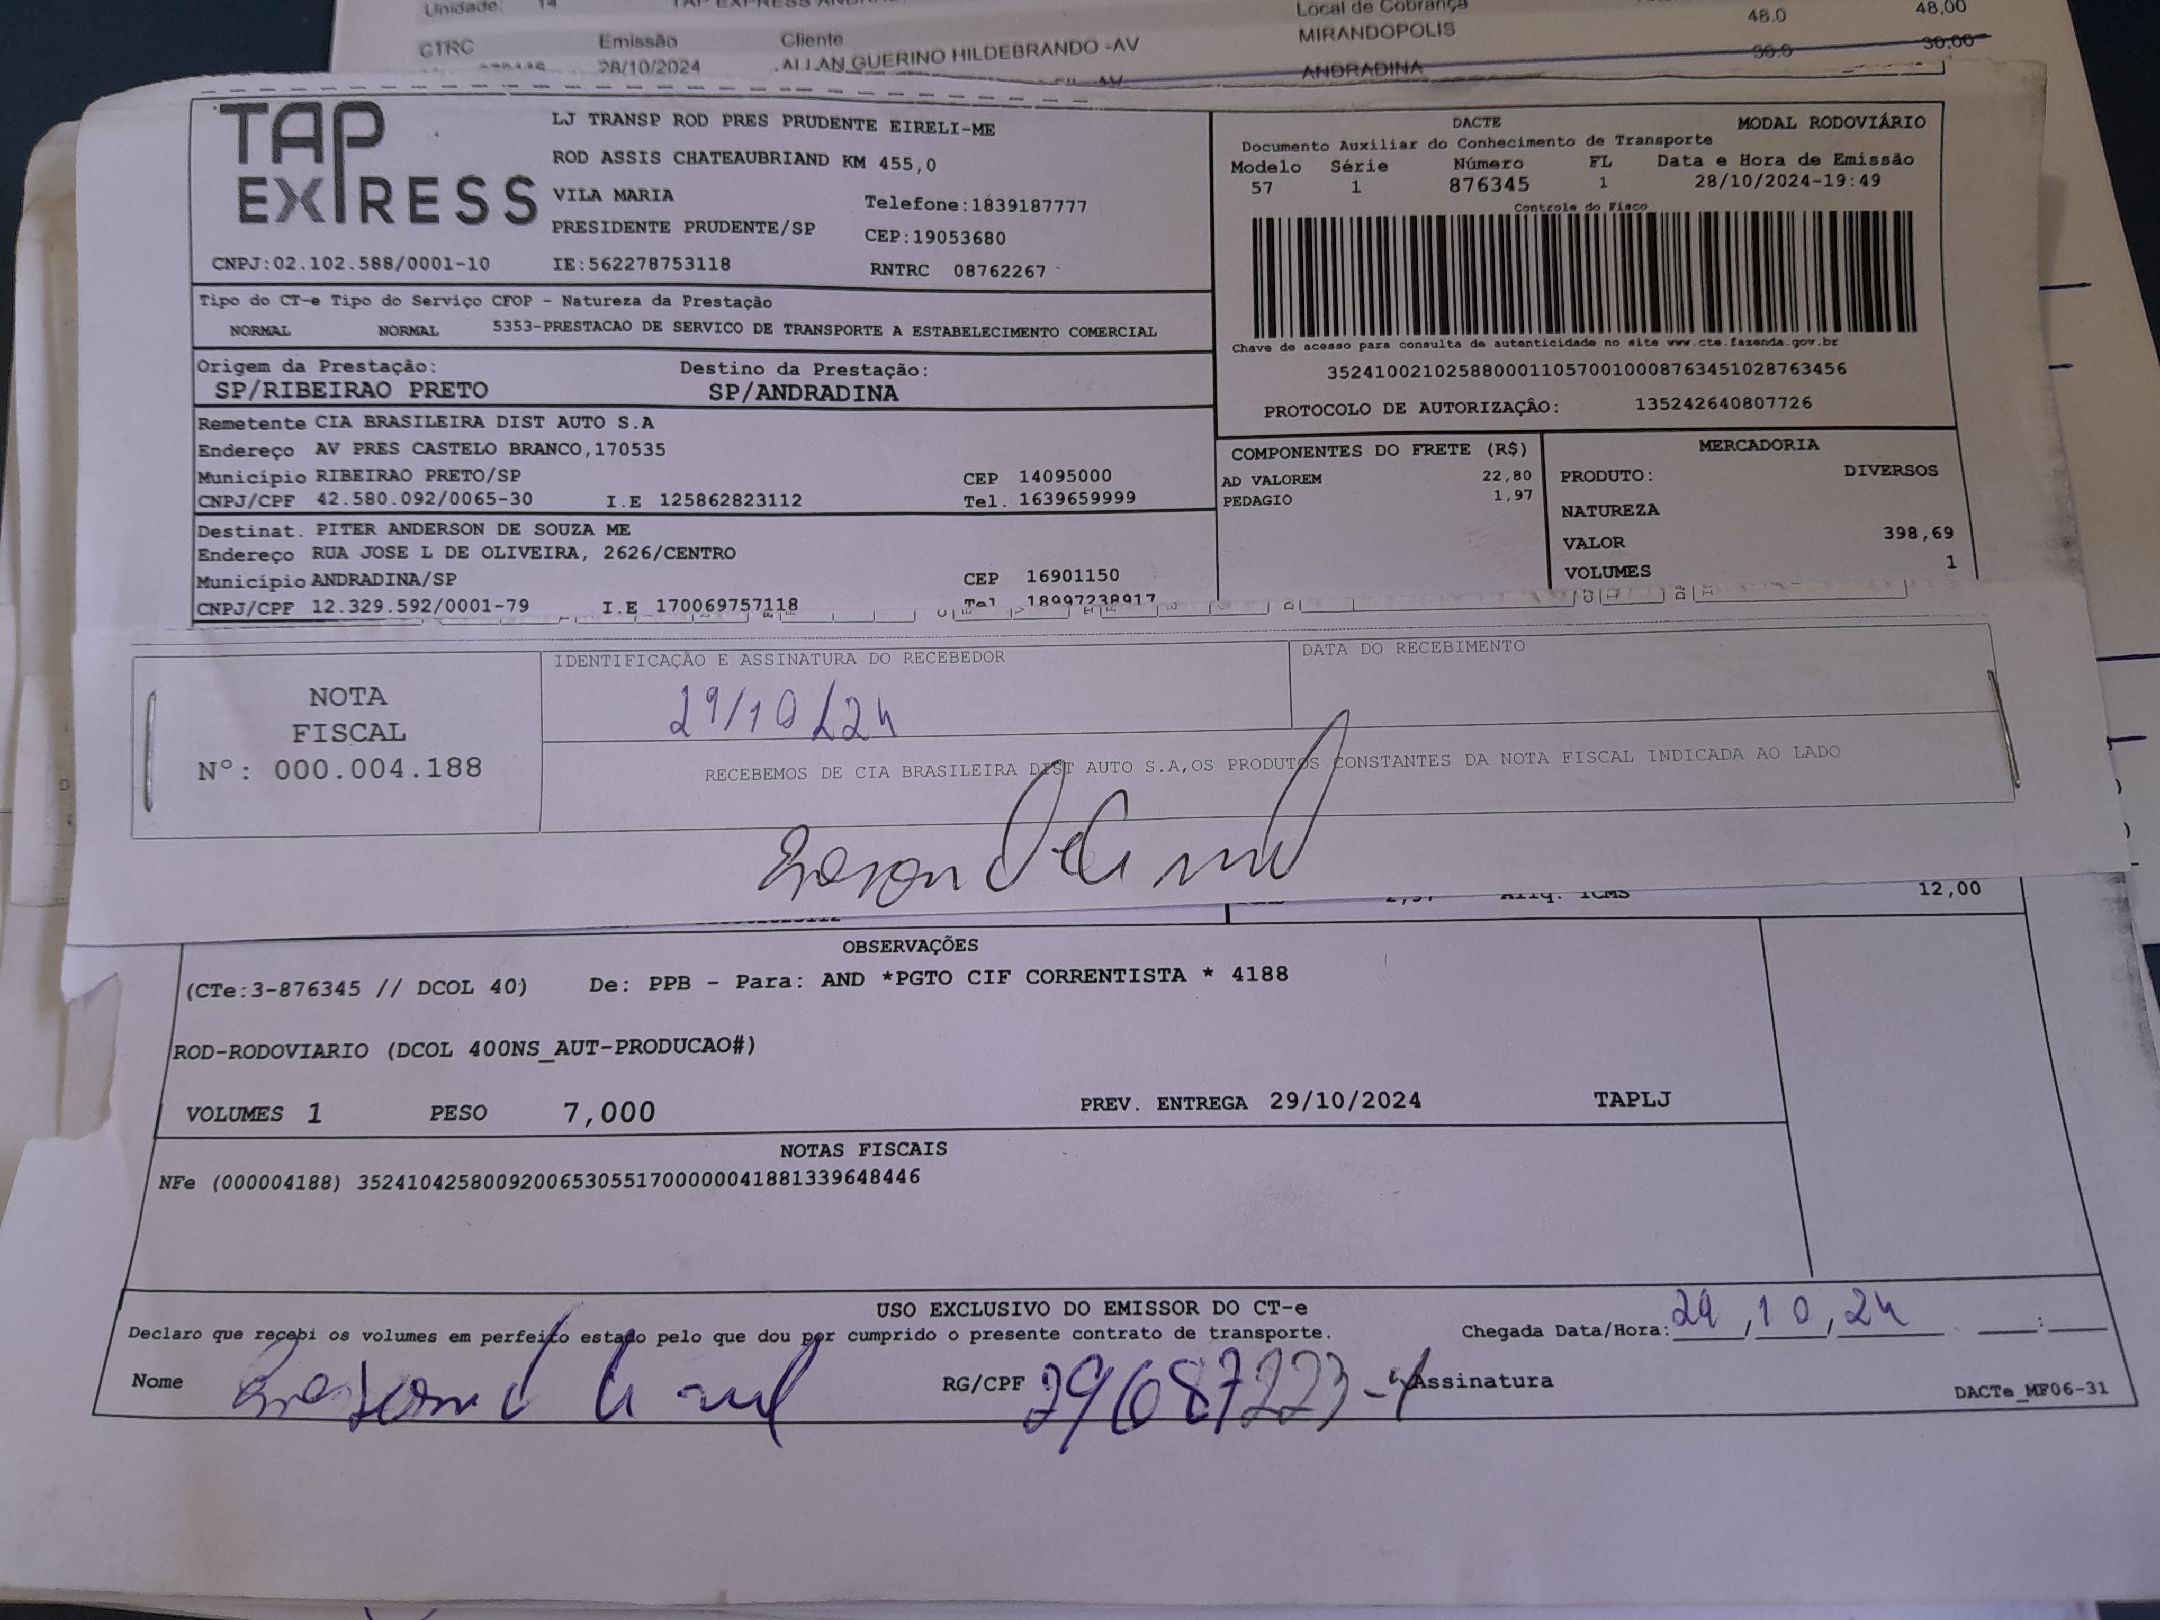 Unidade: 14 TAP EXPRESS Local de Cobrança 48.0 48,00
CTRC Emissão Cliente MIRANDOPOLIS
28/10/2024 ALLAN GUERINO HILDEBRANDO -AV ANDRADINA 30.0 30,00
TAP EXPRESS
LJ TRANSP ROD PRES PRUDENTE EIRELI-ME
ROD ASSIS CHATEAUBRIAND KM 455,0
VILA MARIA Telefone:1839187777
PRESIDENTE PRUDENTE/SP CEP:19053680
CNPJ:02.102.588/0001-10 IE:562278753118 RNTRC 08762267
DACTE MODAL RODOVIÁRIO
Documento Auxiliar do Conhecimento de Transporte
Modelo Série Número FL Data e Hora de Emissão
57 1 876345 1 28/10/2024-19:49
Controle do Fisco
Chave de acesso para consulta de autenticidade no site www.cte.fazenda.gov.br
35241002102588000110570010008763451028763456
PROTOCOLO DE AUTORIZAÇÃO: 135242640807726
Tipo do CT-e Tipo do Serviço CFOP - Natureza da Prestação
NORMAL NORMAL 5353-PRESTACAO DE SERVICO DE TRANSPORTE A ESTABELECIMENTO COMERCIAL
Origem da Prestação: Destino da Prestação:
SP/RIBEIRAO PRETO SP/ANDRADINA
Remetente CIA BRASILEIRA DIST AUTO S.A
Endereço AV PRES CASTELO BRANCO,170535
Município RIBEIRAO PRETO/SP CEP 14095000
CNPJ/CPF 42.580.092/0065-30 I.E 125862823112 Tel. 1639659999
Destinat. PITER ANDERSON DE SOUZA ME
Endereço RUA JOSE L DE OLIVEIRA, 2626/CENTRO
Município ANDRADINA/SP CEP 16901150
CNPJ/CPF 12.329.592/0001-79 I.E 170069757118 Tel 18997238917
COMPONENTES DO FRETE (R$)
AD VALOREM 22,80
PEDAGIO 1,97
MERCADORIA
PRODUTO: DIVERSOS
NATUREZA
VALOR 398,69
VOLUMES 1
NOTA
FISCAL
Nº: 000.004.188
IDENTIFICAÇÃO E ASSINATURA DO RECEBEDOR DATA DO RECEBIMENTO
29/10/24
RECEBEMOS DE CIA BRASILEIRA DIST AUTO S.A,OS PRODUTOS CONSTANTES DA NOTA FISCAL INDICADA AO LADO
2,97 Aliq. ICMS 12,00
OBSERVAÇÕES
(CTe:3-876345 // DCOL 40) De: PPB - Para: AND *PGTO CIF CORRENTISTA * 4188
ROD-RODOVIARIO (DCOL 400NS_AUT-PRODUCAO#)
VOLUMES 1 PESO 7,000 PREV. ENTREGA 29/10/2024 TAPLJ
NOTAS FISCAIS
NFe (000004188) 35241042580092006530551700000041881339648446
USO EXCLUSIVO DO EMISSOR DO CT-e
Declaro que recebi os volumes em perfeito estado pelo que dou por cumprido o presente contrato de transporte. Chegada Data/Hora: 29/10/24 :
Nome RG/CPF 29687223-4 Assinatura
DACTe_MF06-31